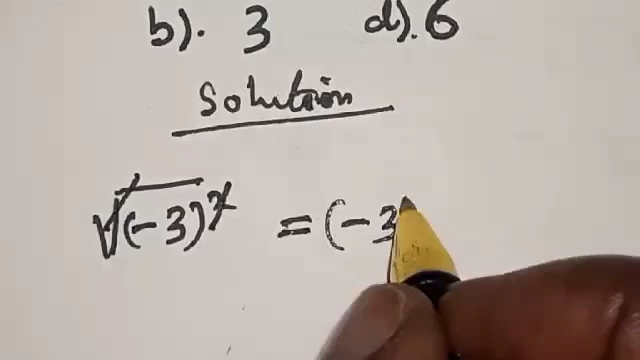 b). 3 d). 6
Solution
√(-3)² = (-3